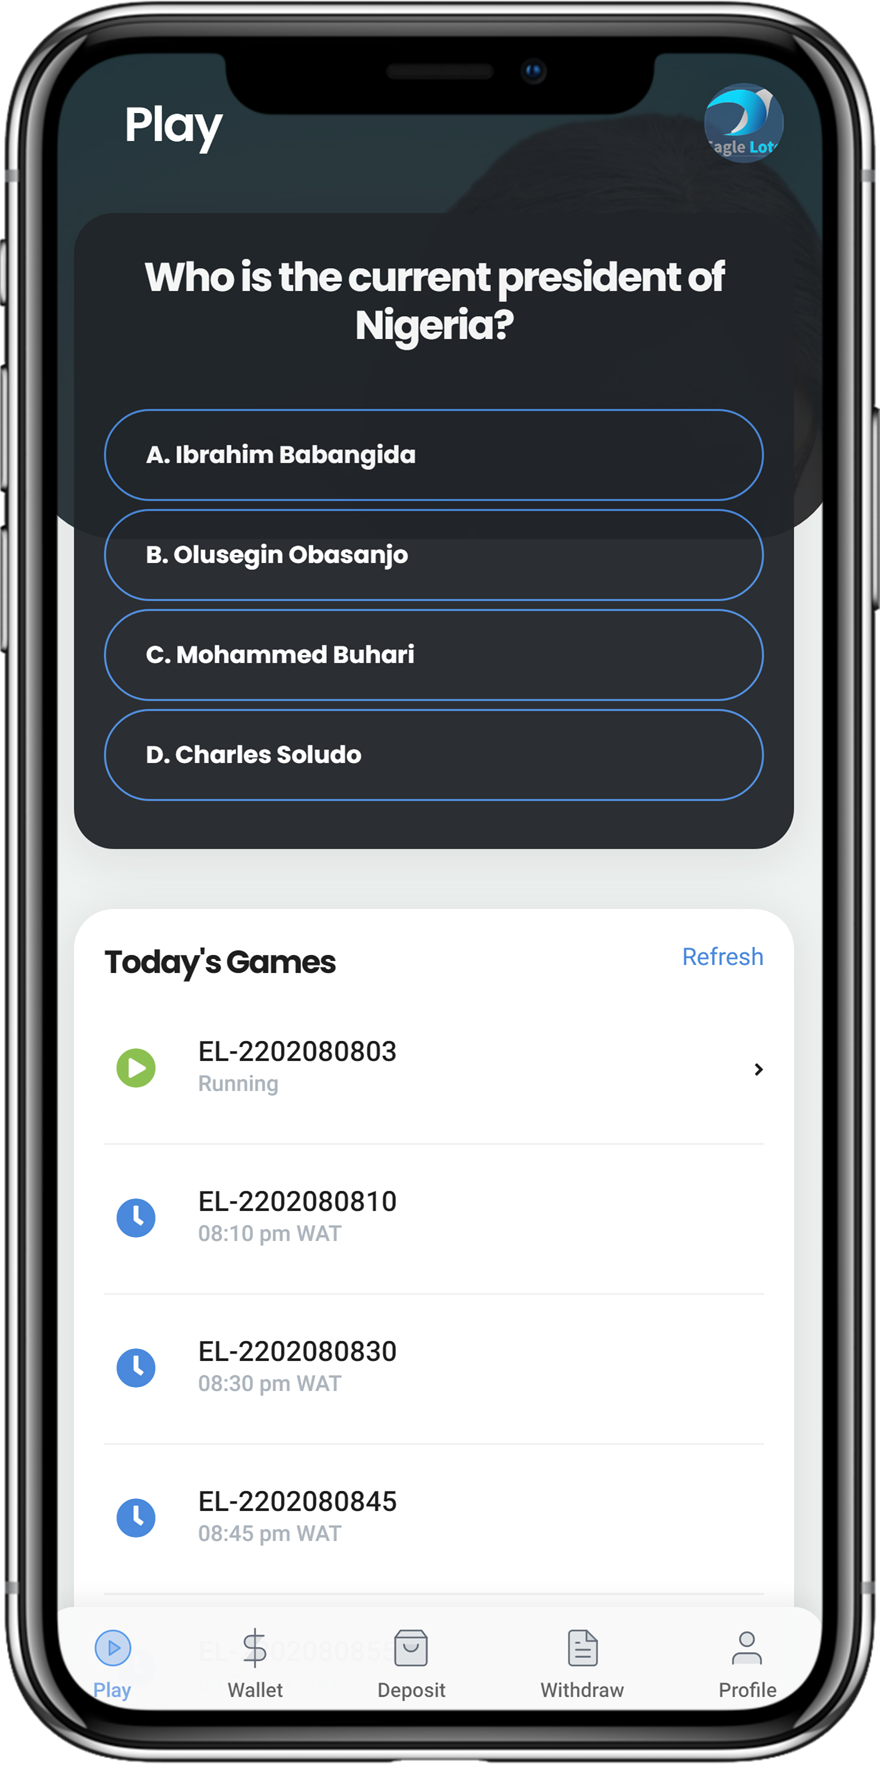 Play
agle Lot
Who is the current president of
Nigeria?
A. Ibrahim Babangida
B. Olusegin Obasanjo
C. Mohammed Buhari
D. Charles Soludo
Today's Games
Refresh
EL-2202080803
Running
EL-2202080810
08:10 pm WAT
EL-2202080830
08:30 pm WAT
EL-2202080845
08:45 pm WAT
EL-2202080855
Play
Wallet
Deposit
Withdraw
Profile